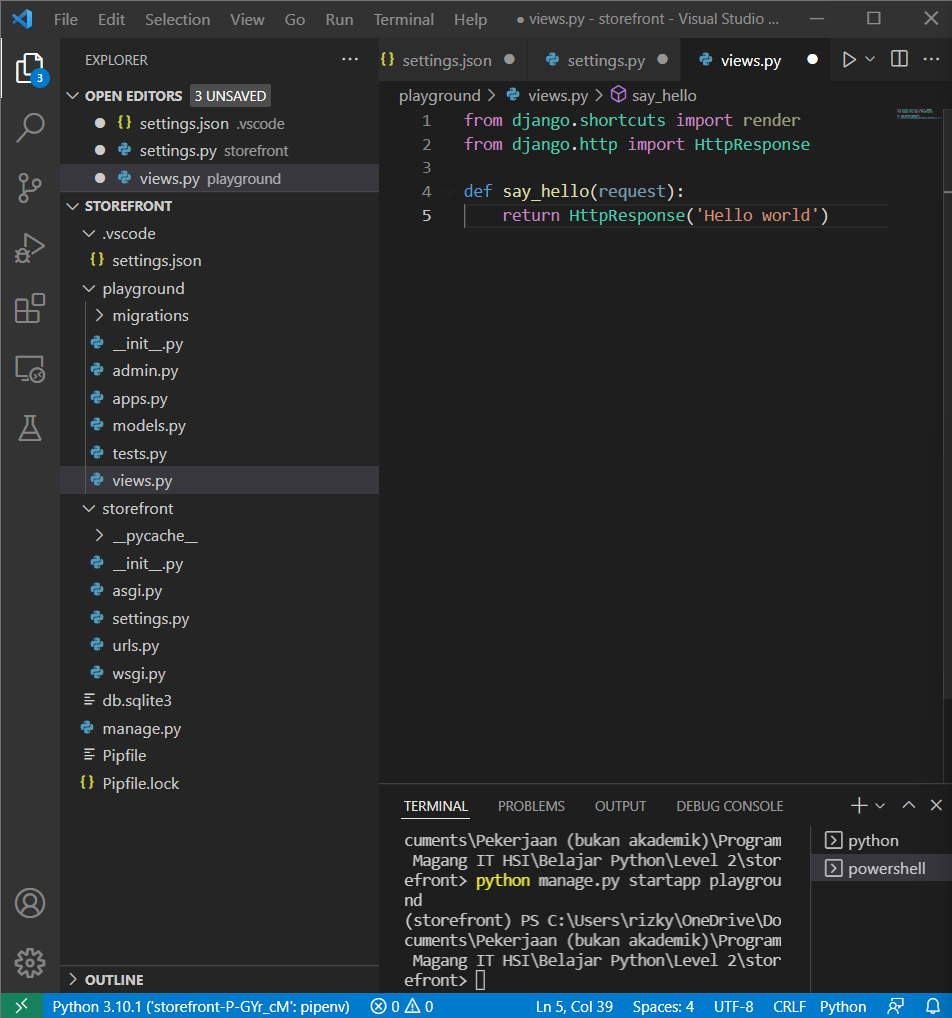 File Edit Selection View Go Run Terminal Help ● views.py - storefront - Visual Studio ...
EXPLORER ...
settings.json ● settings.py ● views.py ● ...
3
OPEN EDITORS 3 UNSAVED
● {} settings.json .vscode
● settings.py storefront
● views.py playground
STOREFRONT
.vscode
{} settings.json
playground
migrations
__init__.py
admin.py
apps.py
models.py
tests.py
views.py
storefront
__pycache__
__init__.py
asgi.py
settings.py
urls.py
wsgi.py
db.sqlite3
manage.py
Pipfile
{} Pipfile.lock
OUTLINE
playground > views.py > say_hello
1 from django.shortcuts import render
2 from django.http import HttpResponse
3
4 def say_hello(request):
5 return HttpResponse('Hello world')
TERMINAL PROBLEMS OUTPUT DEBUG CONSOLE
cuments\Pekerjaan (bukan akademik)\Program
Magang IT HSI\Belajar Python\Level 2\stor
efront> python manage.py startapp playgrou
nd
(storefront) PS C:\Users\rizky\OneDrive\Do
cuments\Pekerjaan (bukan akademik)\Program
Magang IT HSI\Belajar Python\Level 2\stor
efront>
python
powershell
Python 3.10.1 ('storefront-P-GYr_cM': pipenv) 0 0 Ln 5, Col 39 Spaces: 4 UTF-8 CRLF Python